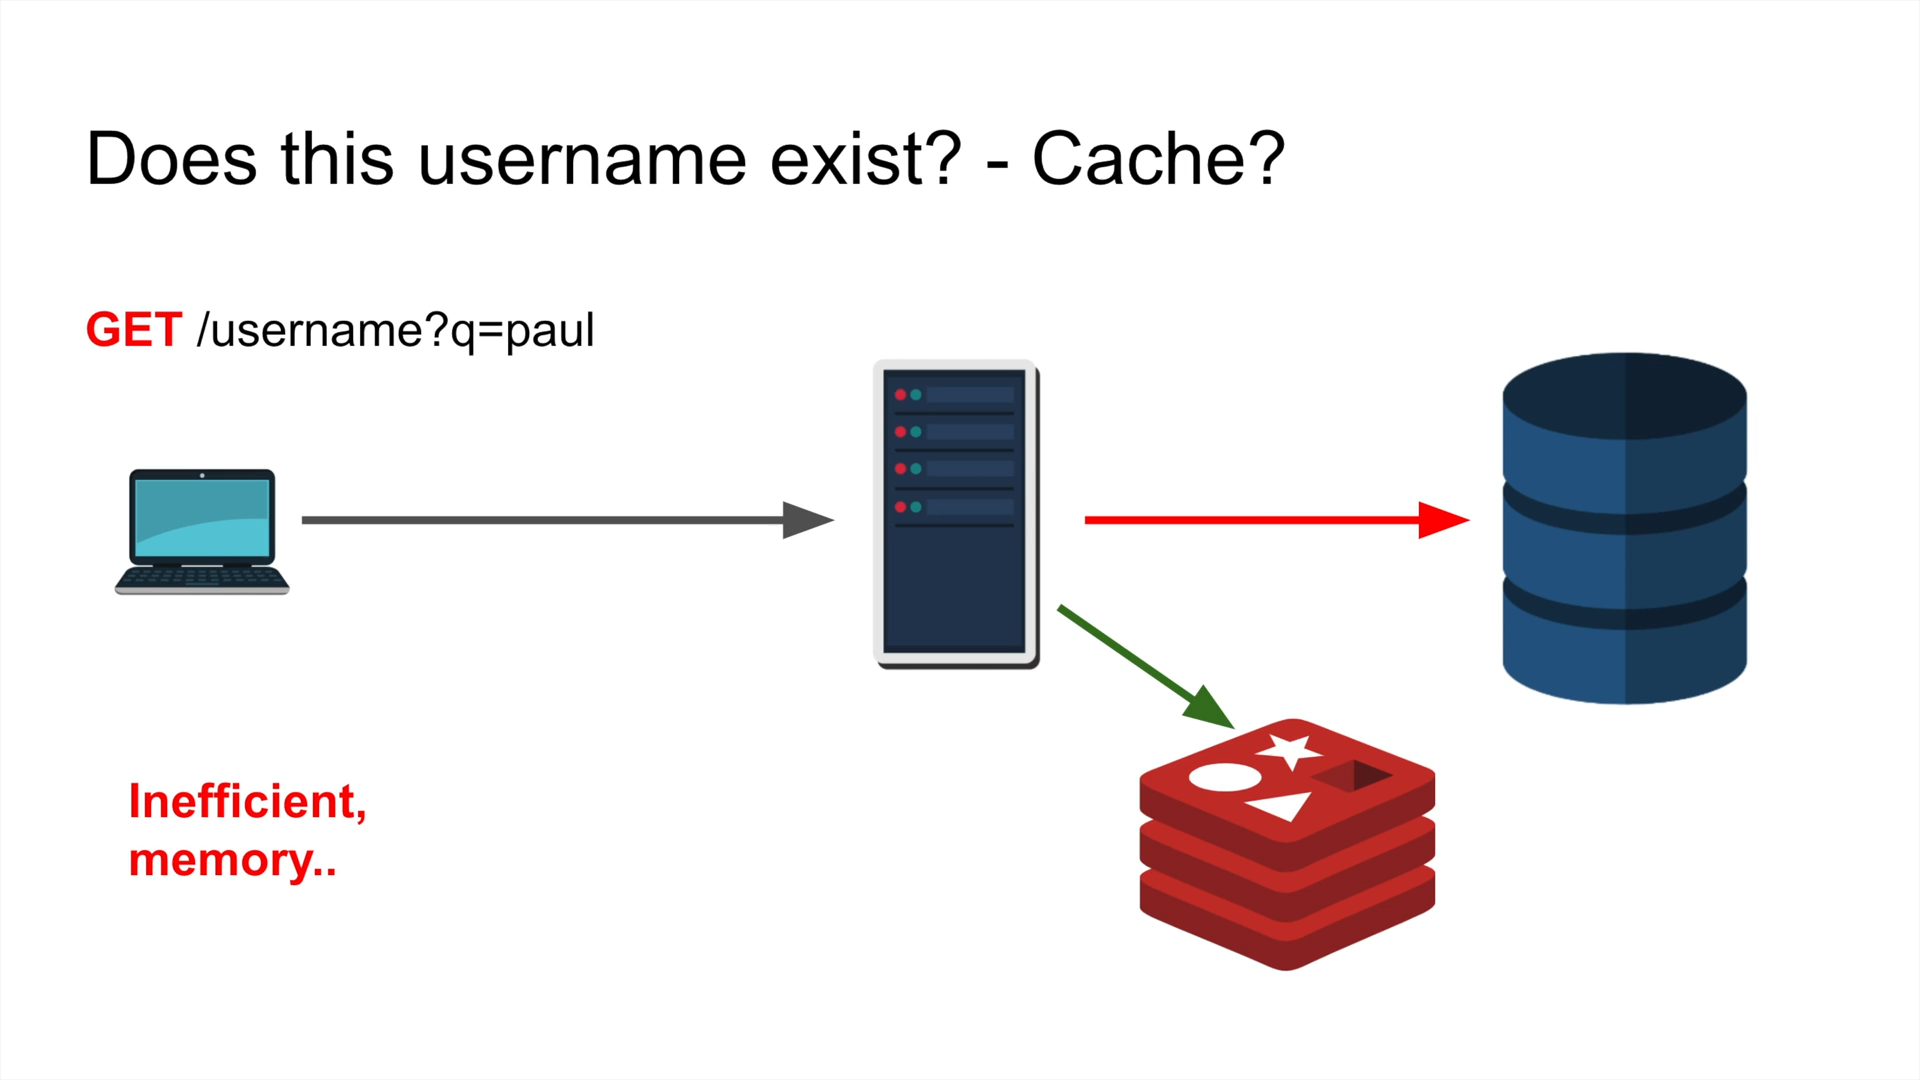 Does this username exist? - Cache?
GET /username?q=paul
Inefficient,
memory..